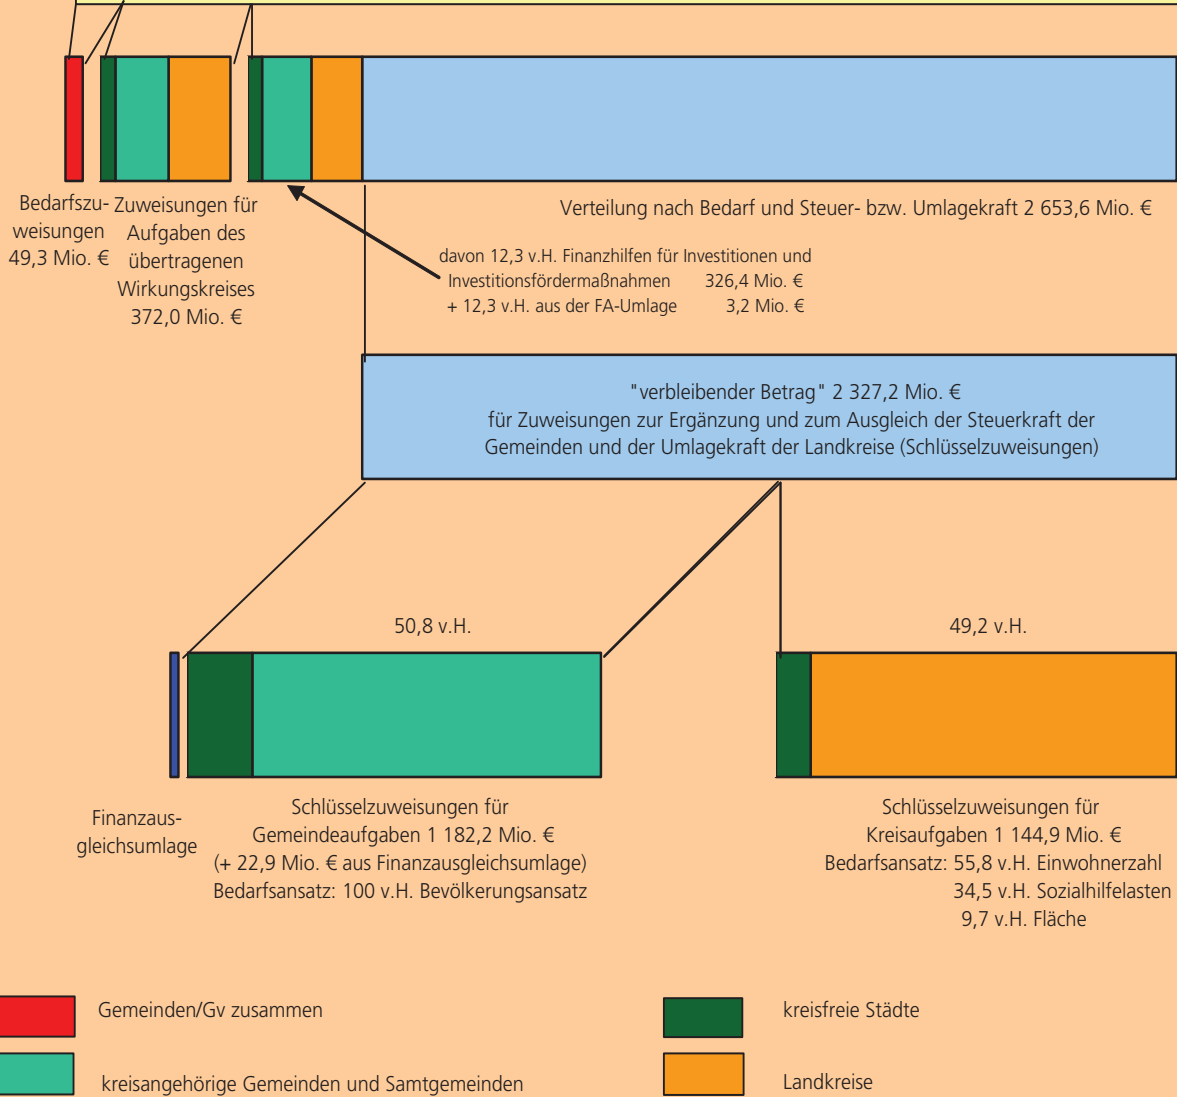 Bedarfszu-
weisungen
49,3 Mio. €
Zuweisungen für
Aufgaben des
übertragenen
Wirkungskreises
372,0 Mio. €
Verteilung nach Bedarf und Steuer- bzw. Umlagekraft 2 653,6 Mio. €
davon 12,3 v.H. Finanzhilfen für Investitionen und
Investitionsfördermaßnahmen 326,4 Mio. €
+ 12,3 v.H. aus der FA-Umlage 3,2 Mio. €
"verbleibender Betrag" 2 327,2 Mio. €
für Zuweisungen zur Ergänzung und zum Ausgleich der Steuerkraft der
Gemeinden und der Umlagekraft der Landkreise (Schlüsselzuweisungen)
50,8 v.H.
49,2 v.H.
Finanzaus-
gleichsumlage
Schlüsselzuweisungen für
Gemeindeaufgaben 1 182,2 Mio. €
(+ 22,9 Mio. € aus Finanzausgleichsumlage)
Bedarfsansatz: 100 v.H. Bevölkerungsansatz
Schlüsselzuweisungen für
Kreisaufgaben 1 144,9 Mio. €
Bedarfsansatz: 55,8 v.H. Einwohnerzahl
34,5 v.H. Sozialhilfelasten
9,7 v.H. Fläche
Gemeinden/Gv zusammen
kreisfreie Städte
kreisangehörige Gemeinden und Samtgemeinden
Landkreise